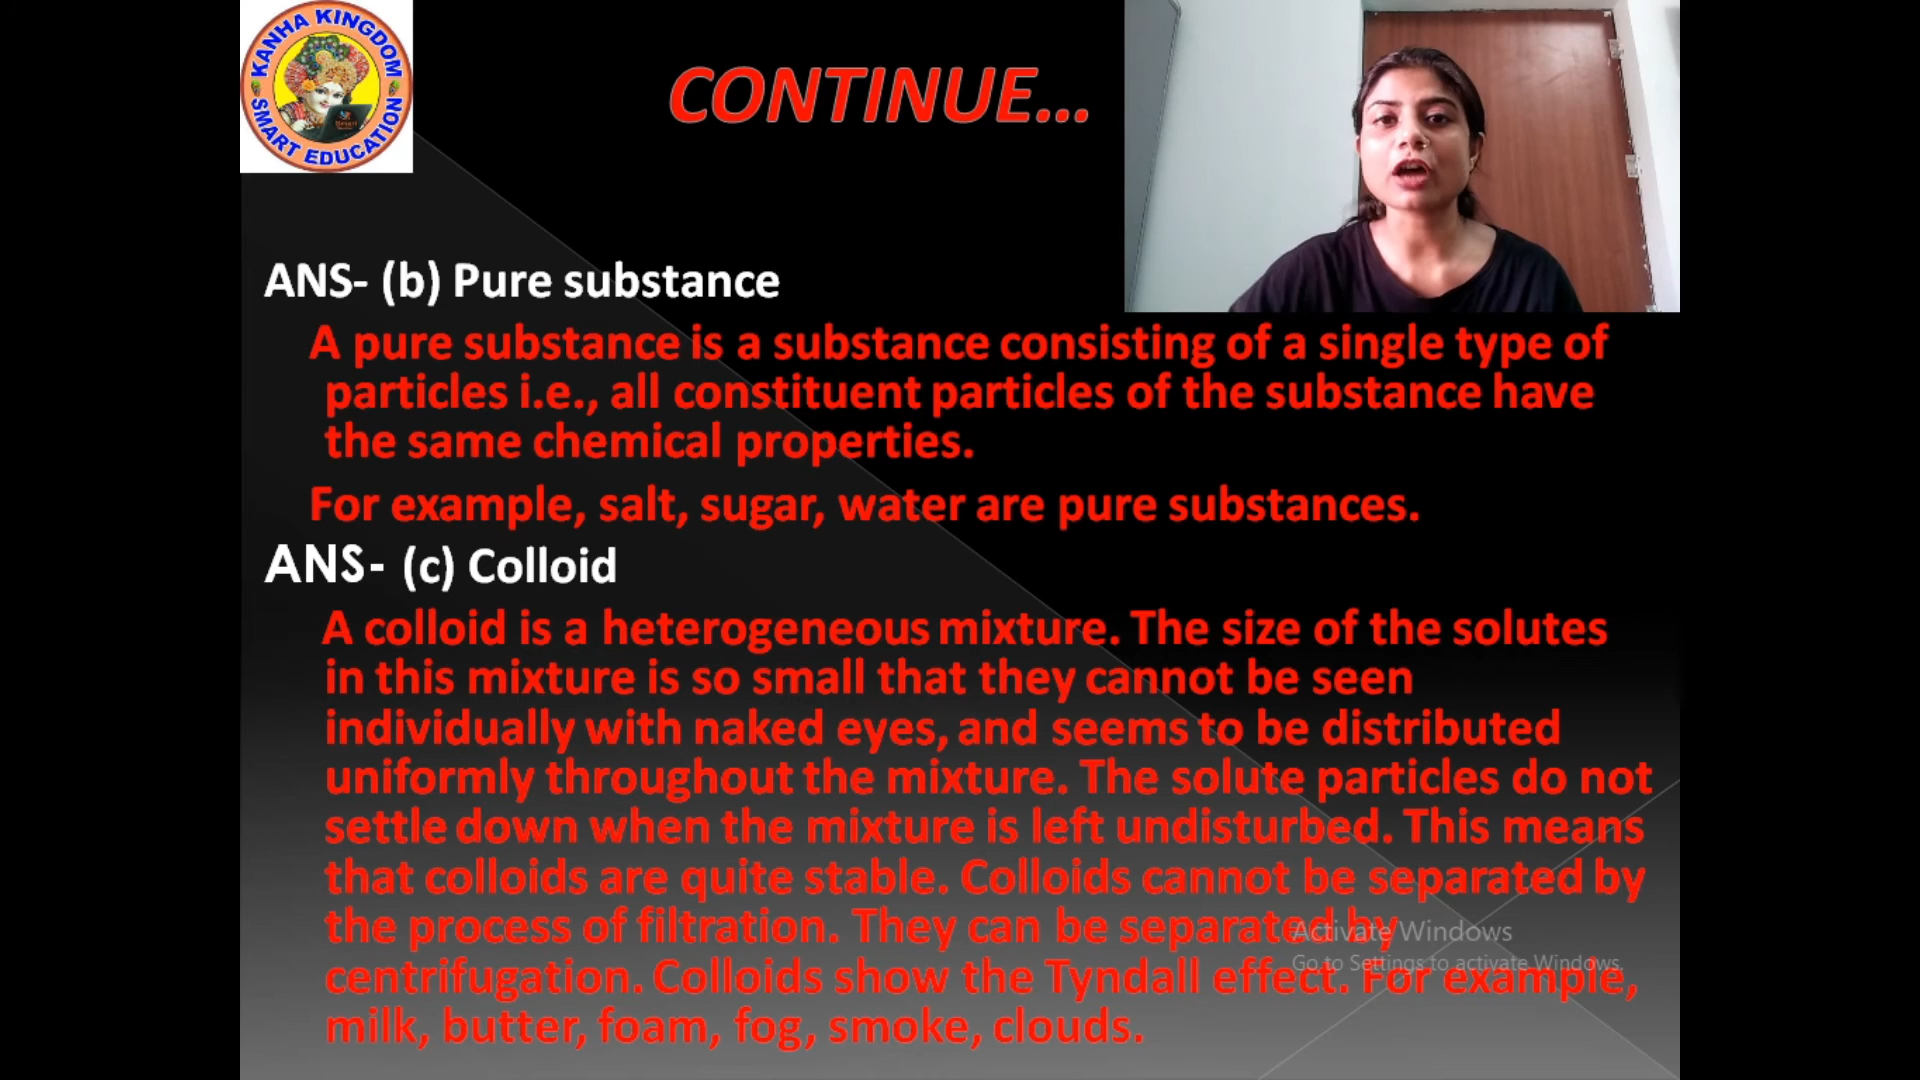 KANHA KINGDOM
SMART EDUCATION
CONTINUE...
ANS- (b) Pure substance
A pure substance is a substance consisting of a single type of
particles i.e., all constituent particles of the substance have
the same chemical properties.
For example, salt, sugar, water are pure substances.
ANS- (c) Colloid
A colloid is a heterogeneous mixture. The size of the solutes
in this mixture is so small that they cannot be seen
individually with naked eyes, and seems to be distributed
uniformly throughout the mixture. The solute particles do not
settle down when the mixture is left undisturbed. This means
that colloids are quite stable. Colloids cannot be separated by
the process of filtration. They can be separated by
centrifugation. Colloids show the Tyndall effect. For example,
milk, butter, foam, fog, smoke, clouds.
Activate Windows
Go to Settings to activate Windows.